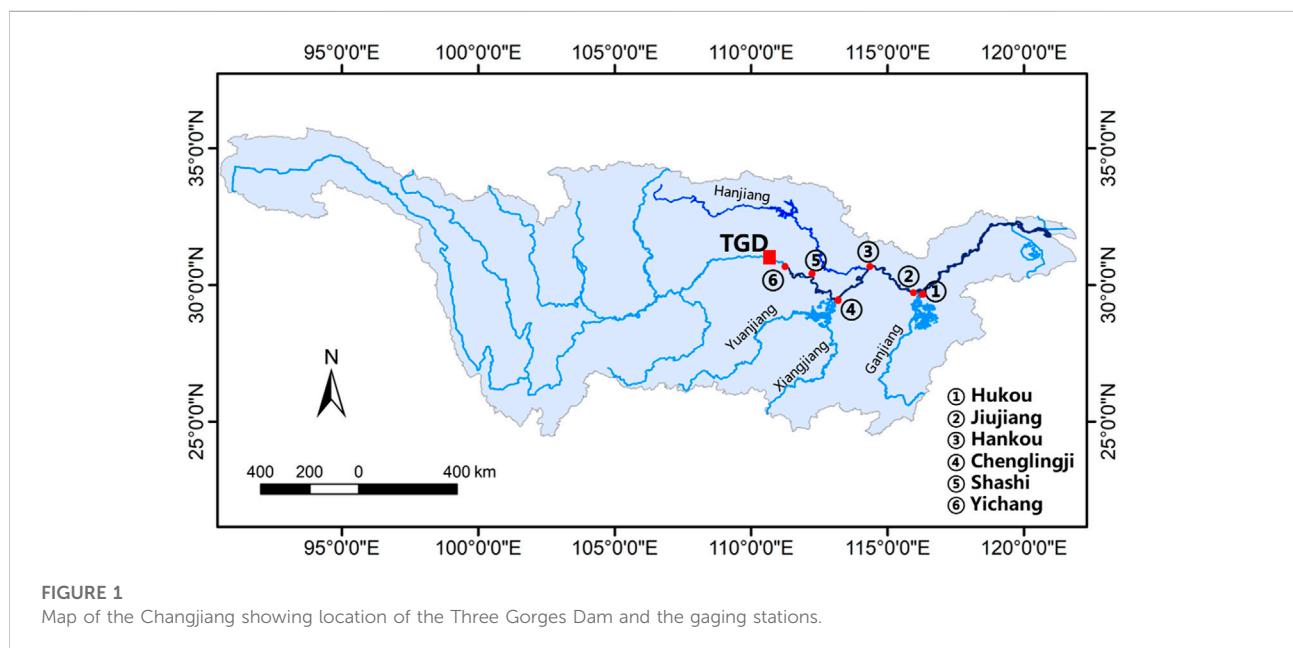 95°0'0"E 100°0'0"E 105°0'0"E 110°0'0"E 115°0'0"E 120°0'0"E
35°0'0"N
30°0'0"N
25°0'0"N
35°0'0"N
30°0'0"N
25°0'0"N
Hanjiang
TGD
③
⑤
②
⑥
①
④
Yuanjiang
Xiangjiang
Ganjiang
N
① Hukou
② Jiujiang
③ Hankou
④ Chenglingji
⑤ Shashi
⑥ Yichang
400 200 0 400 km
95°0'0"E 100°0'0"E 105°0'0"E 110°0'0"E 115°0'0"E 120°0'0"E
FIGURE 1
Map of the Changjiang showing location of the Three Gorges Dam and the gaging stations.